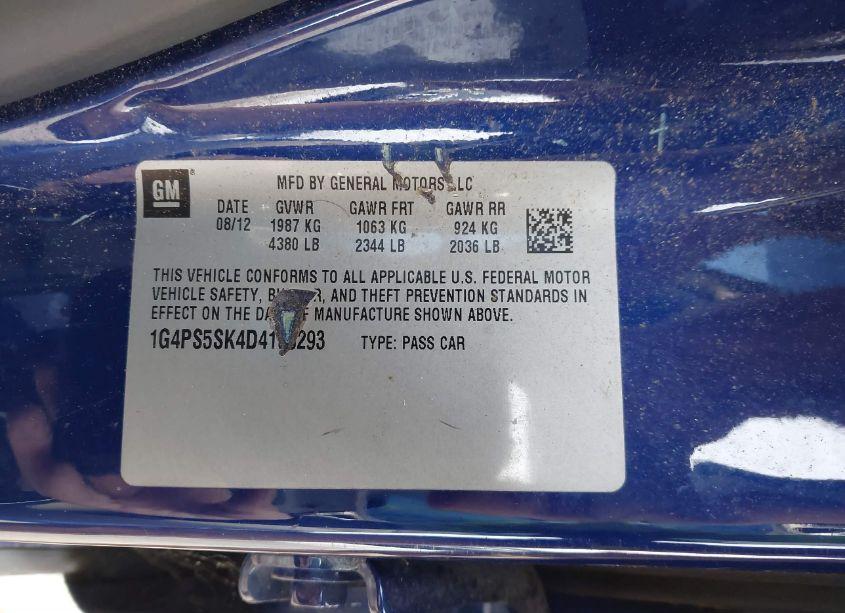 GM ®
MFD BY GENERAL MOTORS LLC
DATE GVWR GAWR FRT GAWR RR
08/12 1987 KG 1063 KG 924 KG
4380 LB 2344 LB 2036 LB
THIS VEHICLE CONFORMS TO ALL APPLICABLE U.S. FEDERAL MOTOR
VEHICLE SAFETY, AND THEFT PREVENTION STANDARDS IN
EFFECT ON THE OF MANUFACTURE SHOWN ABOVE.
TYPE: PASS CAR